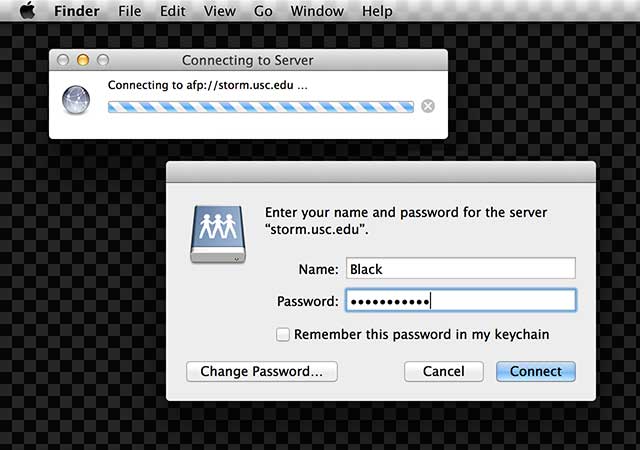 Finder File Edit View Go Window Help
Connecting to Server
Connecting to afp://storm.usc.edu ...
Enter your name and password for the server
“storm.usc.edu”.
Name: Black
Password: •••••••••••
Remember this password in my keychain
Change Password... Cancel Connect